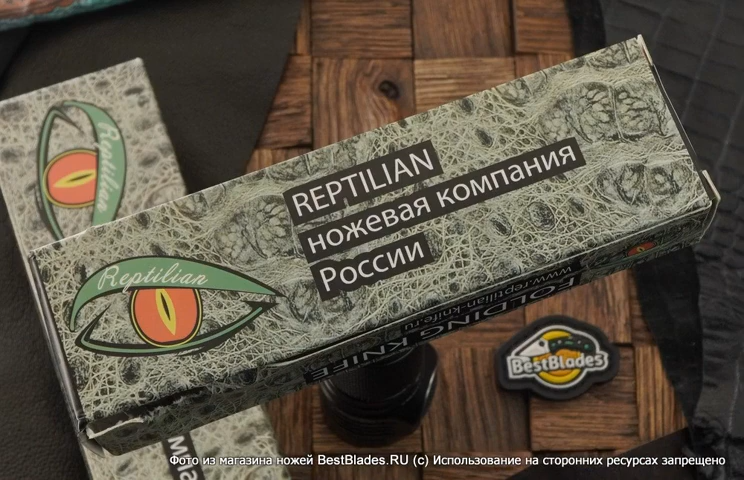 Reptilian
REPTILIAN
ножевая компания
России
Reptilian
www.reptilian-knife.ru
FOLDING KNIFE
BestBlades
Фото из магазина ножей BestBlades.RU (c) Использование на сторонних ресурсах запрещено